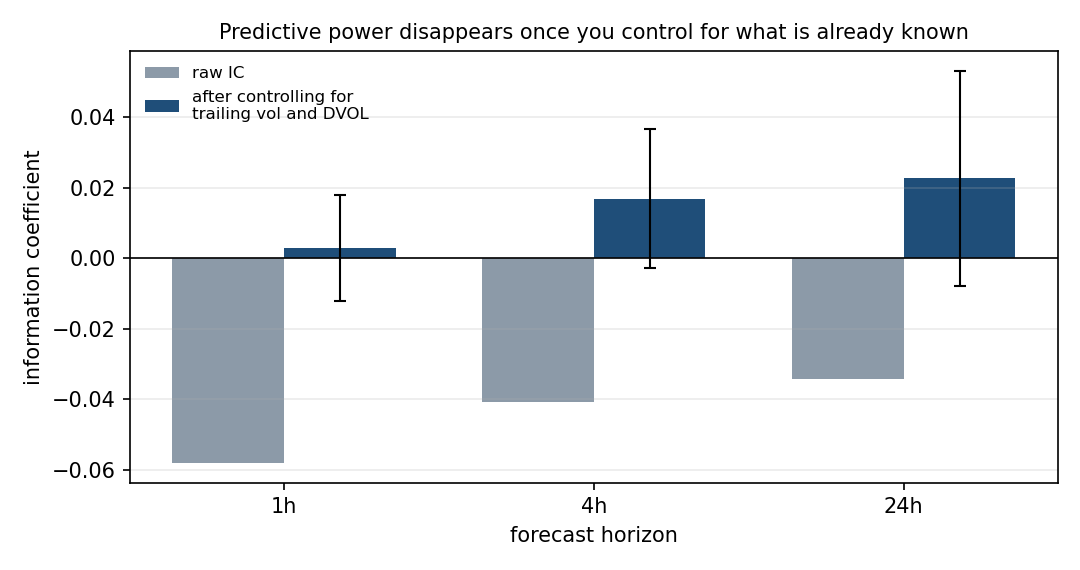 Predictive power disappears once you control for what is already known
raw IC
after controlling for
trailing vol and DVOL
information coefficient
0.04
0.02
0.00
−0.02
−0.04
−0.06
1h
4h
24h
forecast horizon